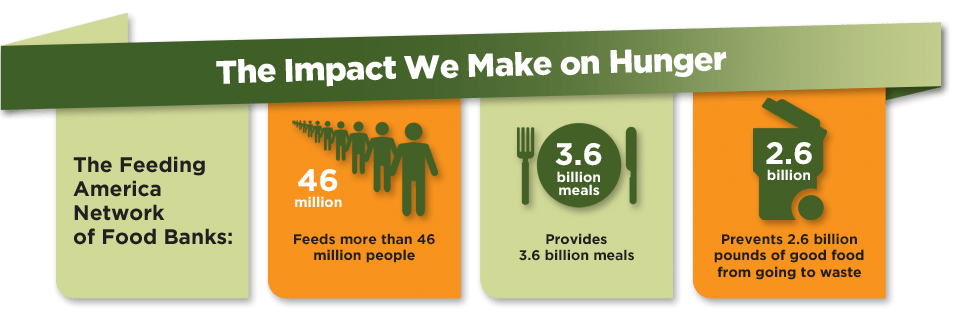 The Impact We Make on Hunger
The Feeding
America
Network
of Food Banks:
46
million
Feeds more than 46
million people
3.6
billion
meals
Provides
3.6 billion meals
2.6
billion
Prevents 2.6 billion
pounds of good food
from going to waste